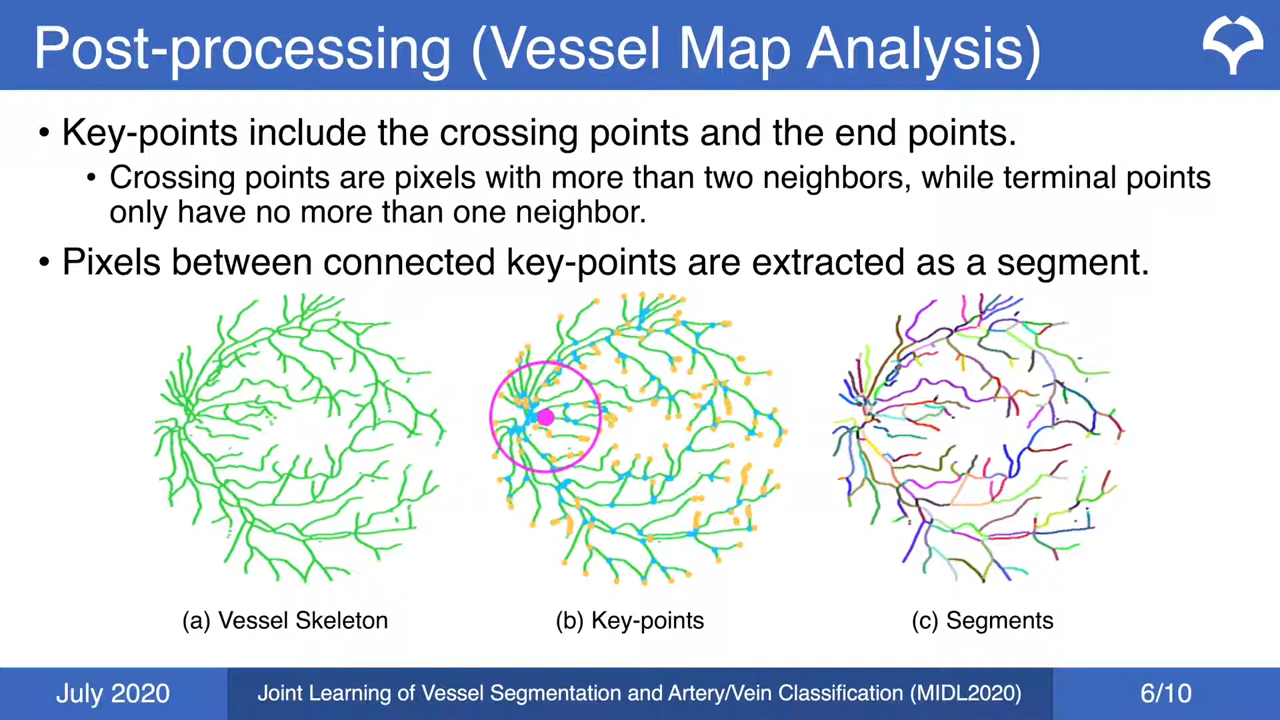 Post-processing (Vessel Map Analysis)
• Key-points include the crossing points and the end points.
• Crossing points are pixels with more than two neighbors, while terminal points
only have no more than one neighbor.
• Pixels between connected key-points are extracted as a segment.
(a) Vessel Skeleton
(b) Key-points
(c) Segments
July 2020
Joint Learning of Vessel Segmentation and Artery/Vein Classification (MIDL2020)
6/10